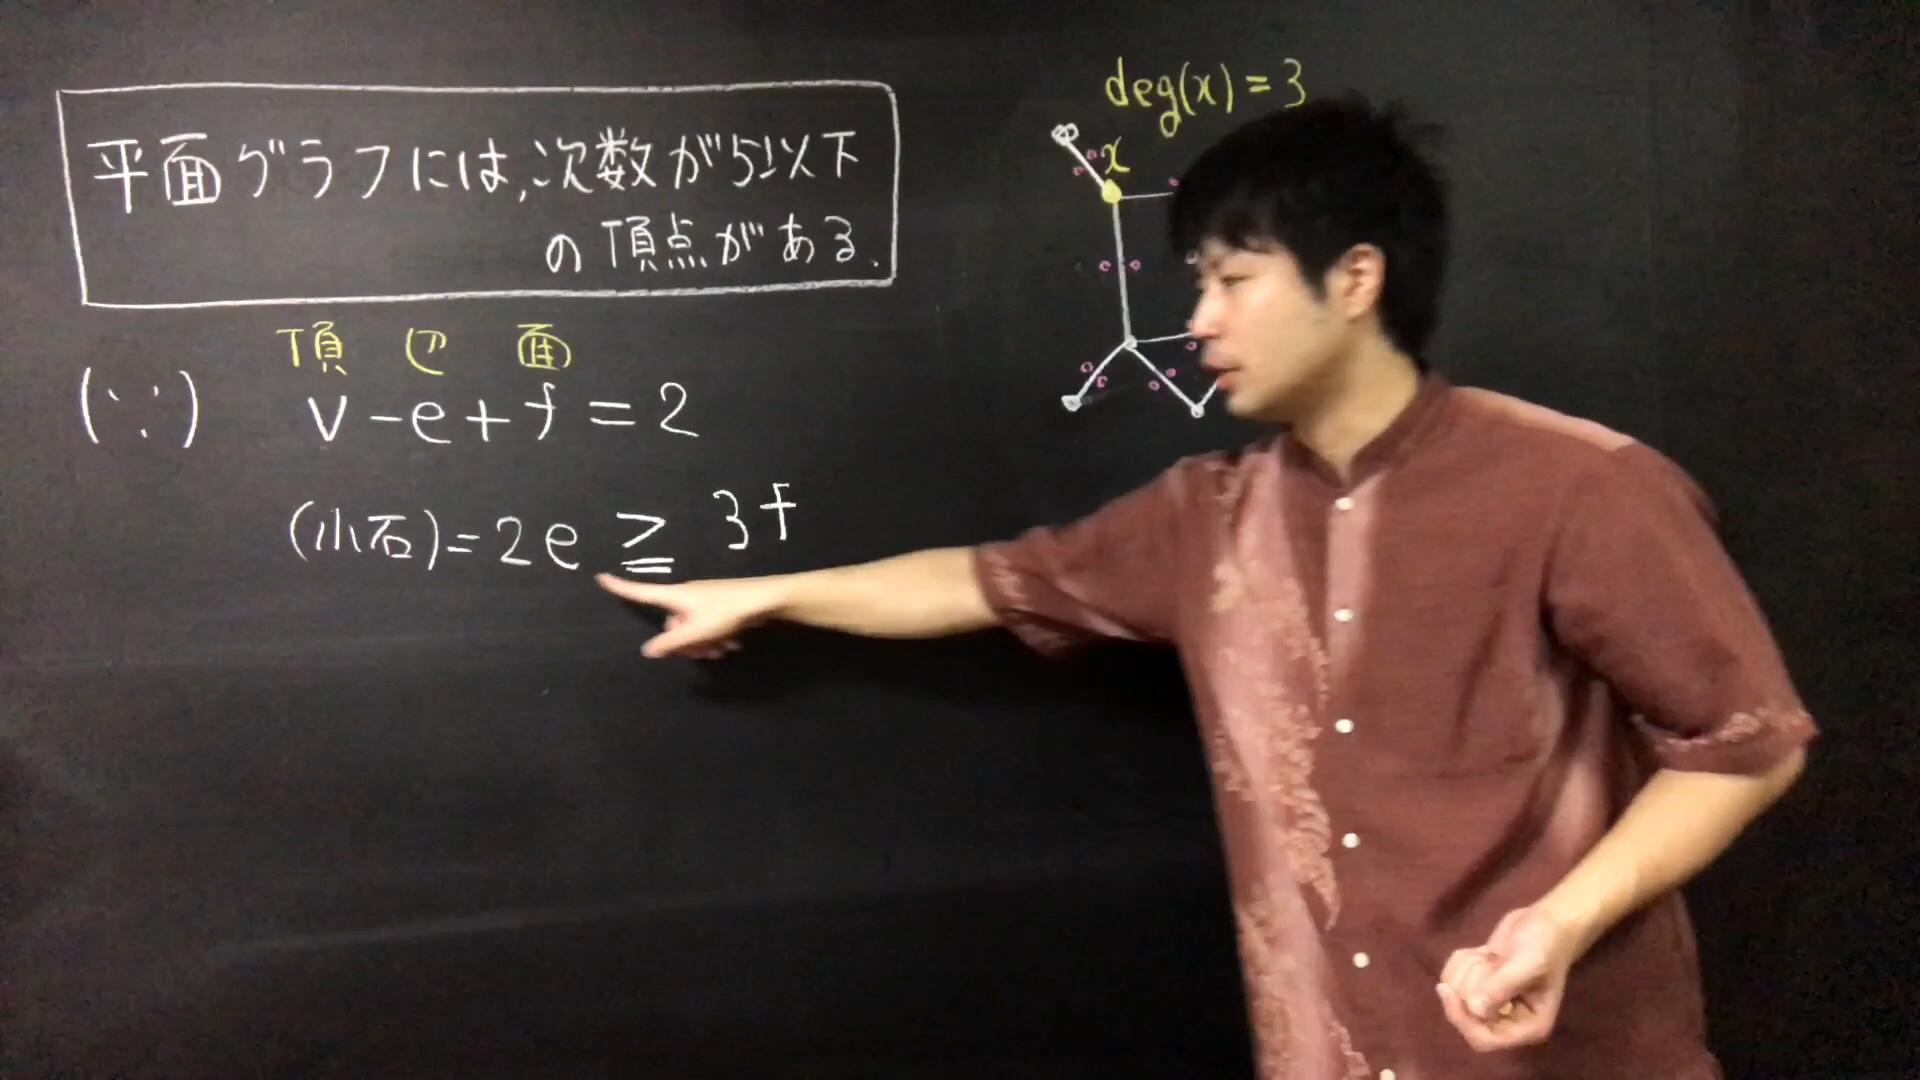 平面グラフには,次数が5以下
の頂点がある.
頂 辺 面
(∵) v-e+f=2
(小石)=2e≧3f
deg(x)=3
x